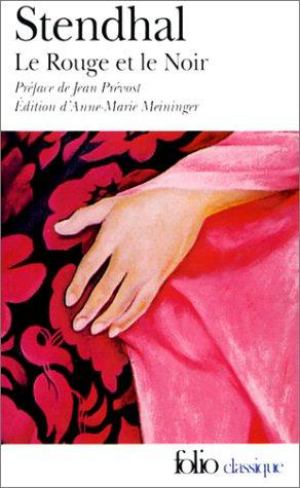 Stendhal
Le Rouge et le Noir
Préface de Jean Prévost
Édition d'Anne-Marie Meininger
folio classique